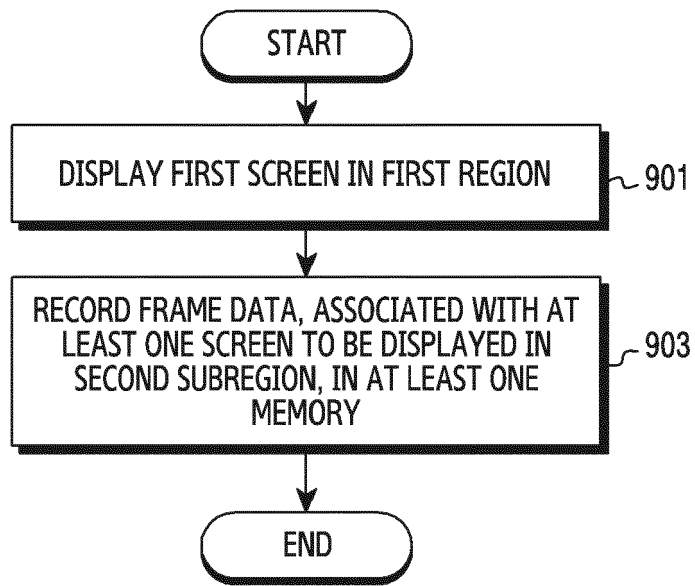 START
DISPLAY FIRST SCREEN IN FIRST REGION
901
RECORD FRAME DATA, ASSOCIATED WITH AT
LEAST ONE SCREEN TO BE DISPLAYED IN
SECOND SUBREGION, IN AT LEAST ONE
MEMORY
903
END